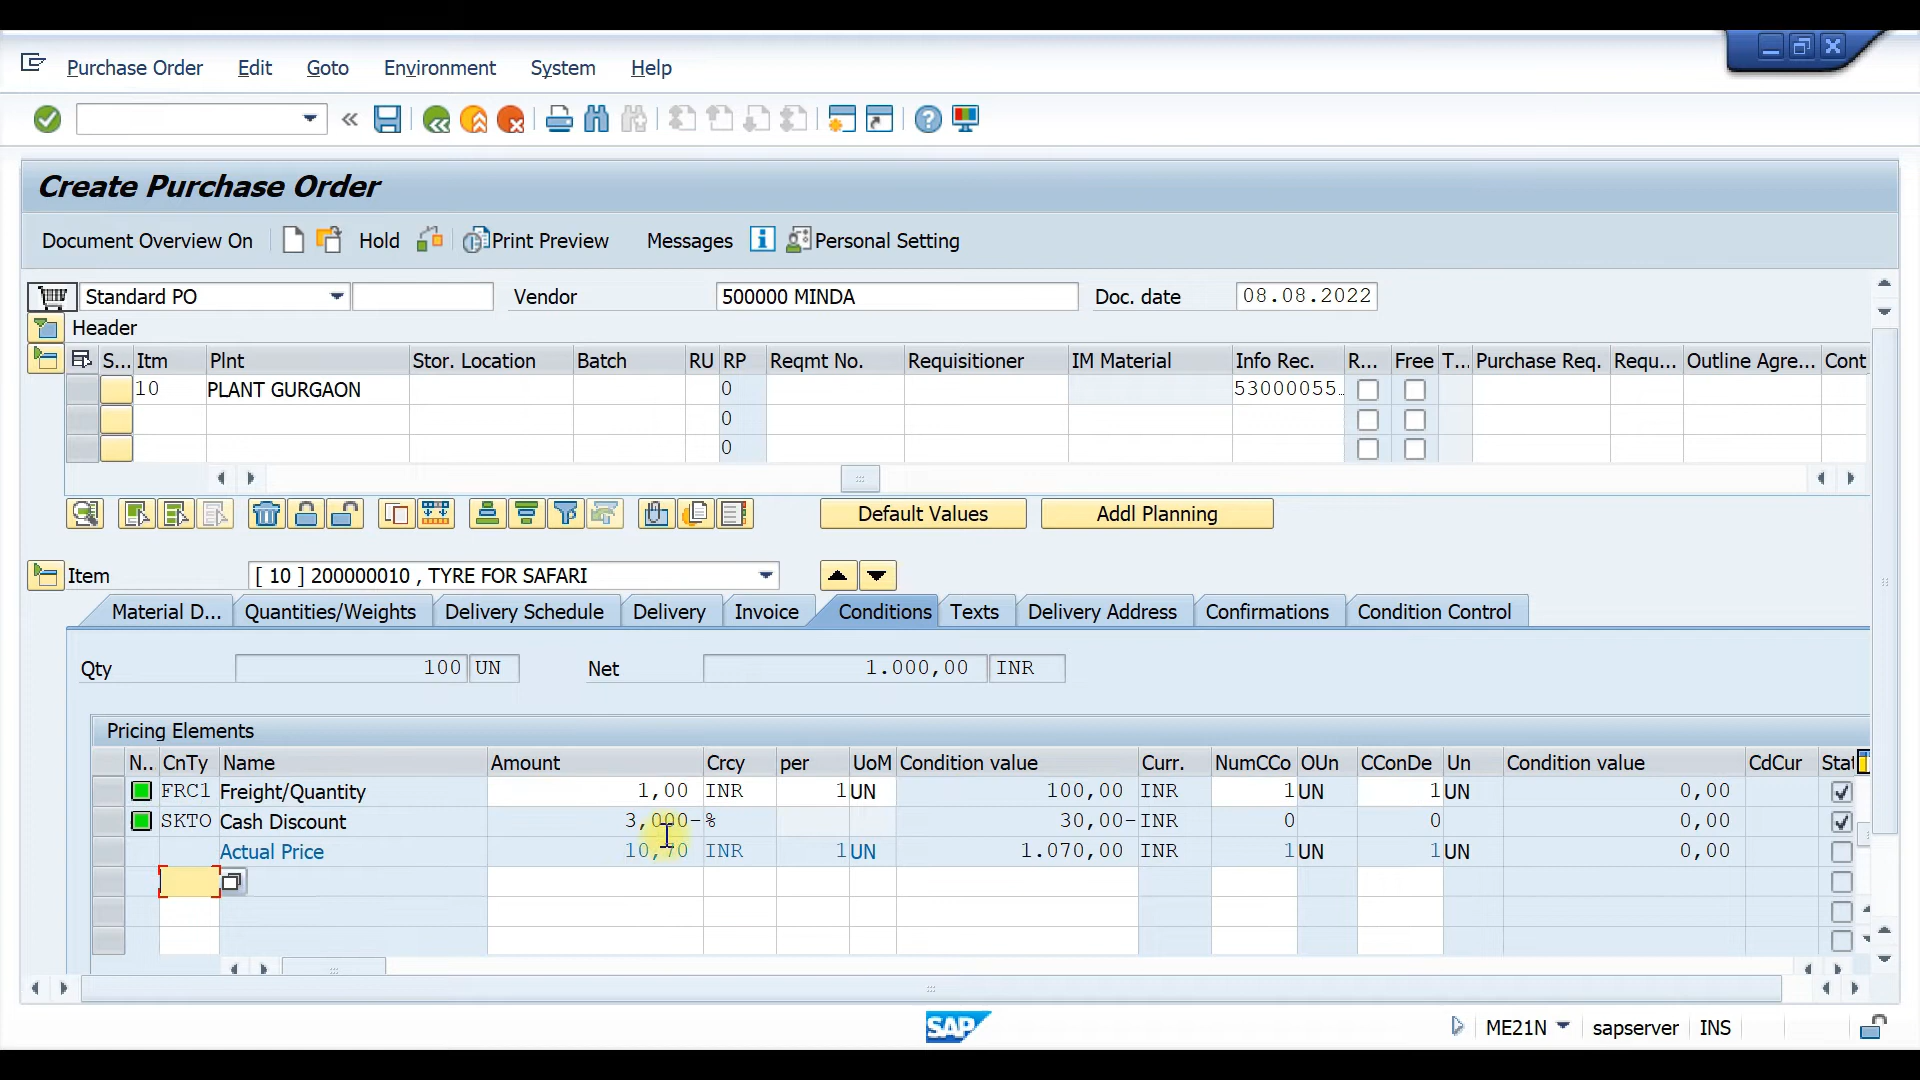 Purchase Order Edit Goto Environment System Help
Create Purchase Order
Document Overview On Hold Print Preview Messages Personal Setting
Standard PO Vendor 500000 MINDA Doc. date 08.08.2022
Header
S... Itm Plnt Stor. Location Batch RU RP Reqmt No. Requisitioner IM Material Info Rec. R... Free T... Purchase Req. Requ... Outline Agre... Cont
10 PLANT GURGAON 0 53000055...
0
0
Default Values Addl Planning
Item [ 10 ] 200000010 , TYRE FOR SAFARI
Material D... Quantities/Weights Delivery Schedule Delivery Invoice Conditions Texts Delivery Address Confirmations Condition Control
Qty 100 UN Net 1.000,00 INR
Pricing Elements
N.. CnTy Name Amount Crcy per UoM Condition value Curr. NumCCo OUn CConDe Un Condition value CdCur Stat
FRC1 Freight/Quantity 1,00 INR 1 UN 100,00 INR 1 UN 1 UN 0,00
SKTO Cash Discount 3,000- % 30,00- INR 0 0 0,00
Actual Price 10,70 INR 1 UN 1.070,00 INR 1 UN 1 UN 0,00
SAP ME21N sapserver INS